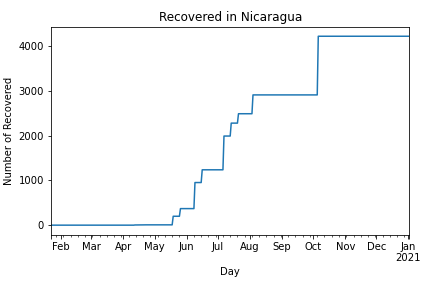 Recovered in Nicaragua
Number of Recovered
4000
3000
2000
1000
0
Feb Mar Apr May Jun Jul Aug Sep Oct Nov Dec Jan
2021
Day